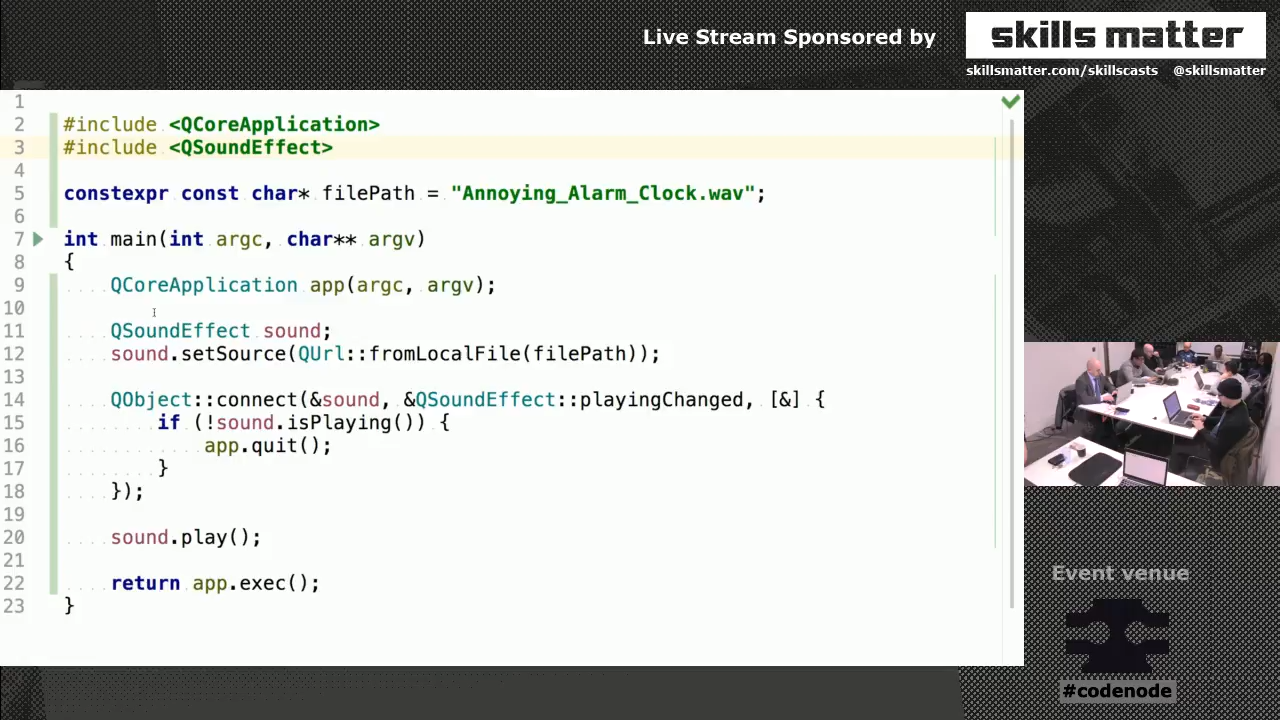 Live Stream Sponsored by
skills matter
skillsmatter.com/skillscasts @skillsmatter
1
2 #include <QCoreApplication>
3 #include <QSoundEffect>
4
5 constexpr const char* filePath = "Annoying_Alarm_Clock.wav";
6
7 int main(int argc, char** argv)
8 {
9 QCoreApplication app(argc, argv);
10
11 QSoundEffect sound;
12 sound.setSource(QUrl::fromLocalFile(filePath));
13
14 QObject::connect(&sound, &QSoundEffect::playingChanged, [&] {
15 if (!sound.isPlaying()) {
16 app.quit();
17 }
18 });
19
20 sound.play();
21
22 return app.exec();
23 }
Event venue
#codenode